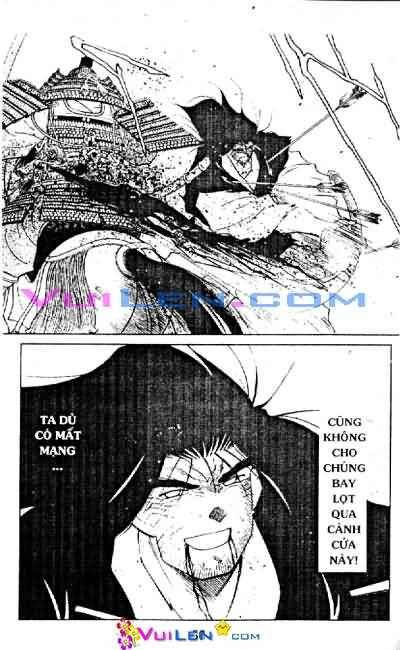 VuiLen.com
TA DÙ
CÓ MẤT
MẠNG
...
CŨNG
KHÔNG
CHO
CHÚNG
BAY
LỌT
QUA
CÁNH
CỬA
NÀY!
VuiLen.com